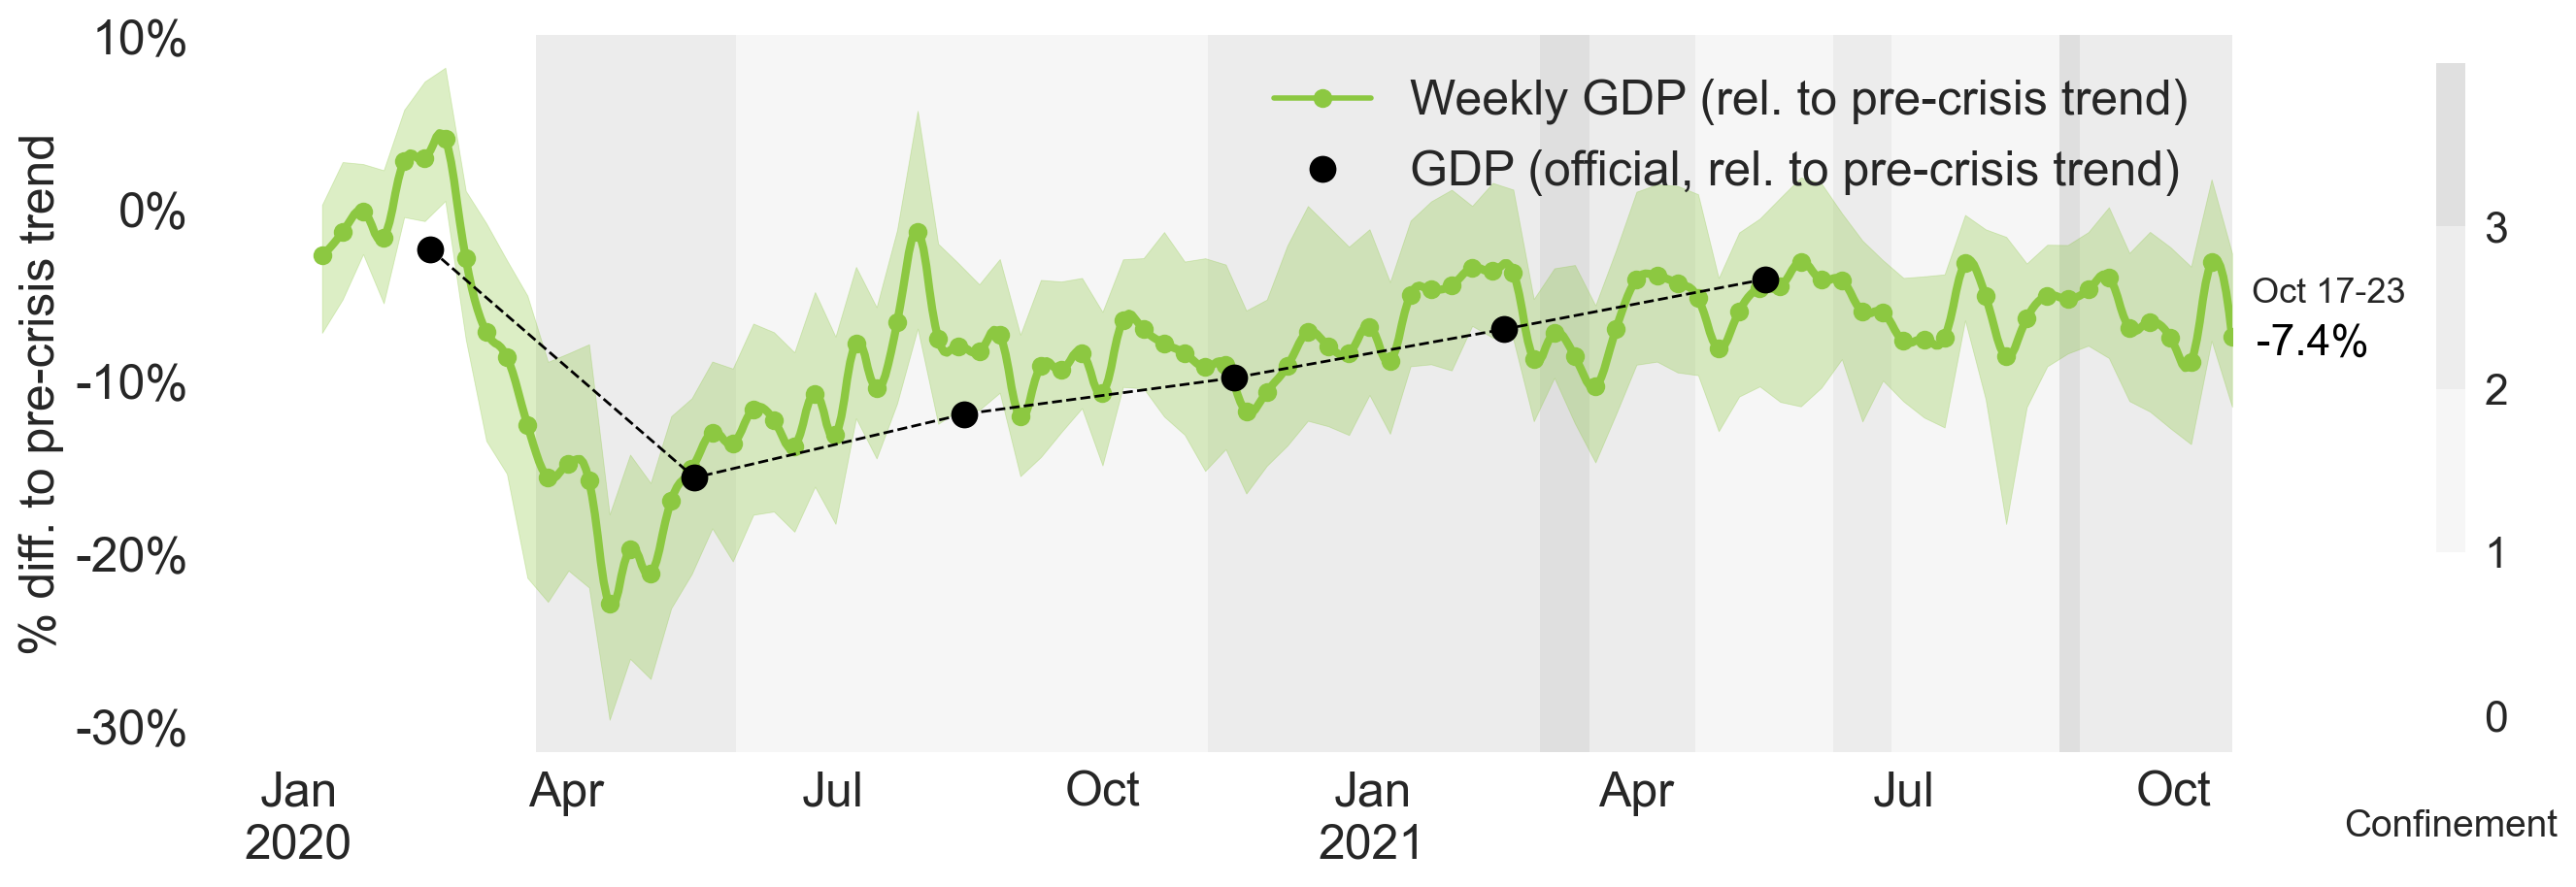 10%
0%
-10%
-20%
-30%
% diff. to pre-crisis trend
Weekly GDP (rel. to pre-crisis trend)
GDP (official, rel. to pre-crisis trend)
Oct 17-23
-7.4%
3
2
1
0
Confinement
Jan Apr Jul Oct Jan Apr Jul Oct
2020 2021